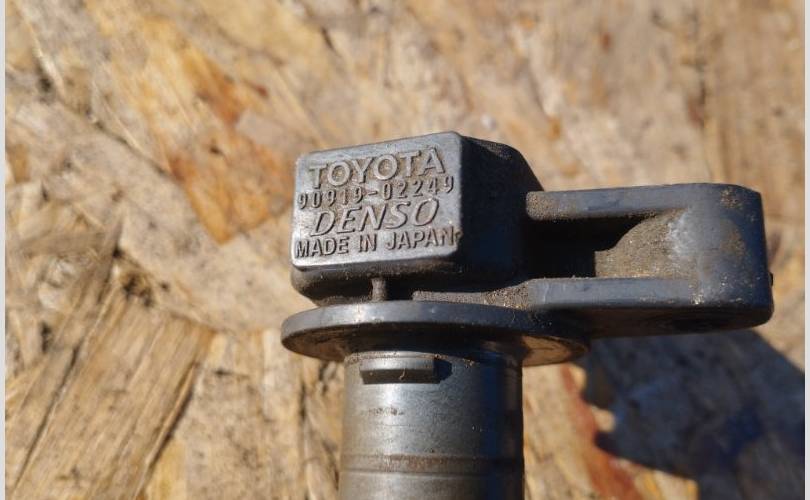 TOYOTA
90919-02249
DENSO
MADE IN JAPAN